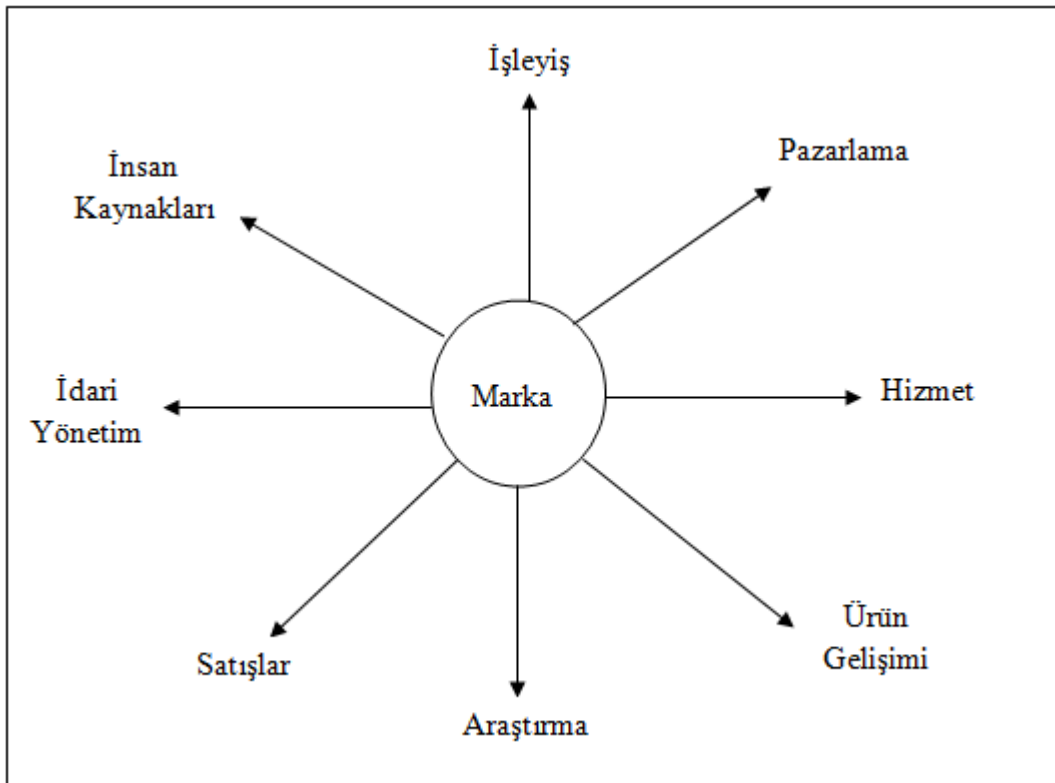 İşleyiş
Pazarlama
İnsan
Kaynakları
Marka
Hizmet
İdari
Yönetim
Ürün
Gelişimi
Satışlar
Araştırma